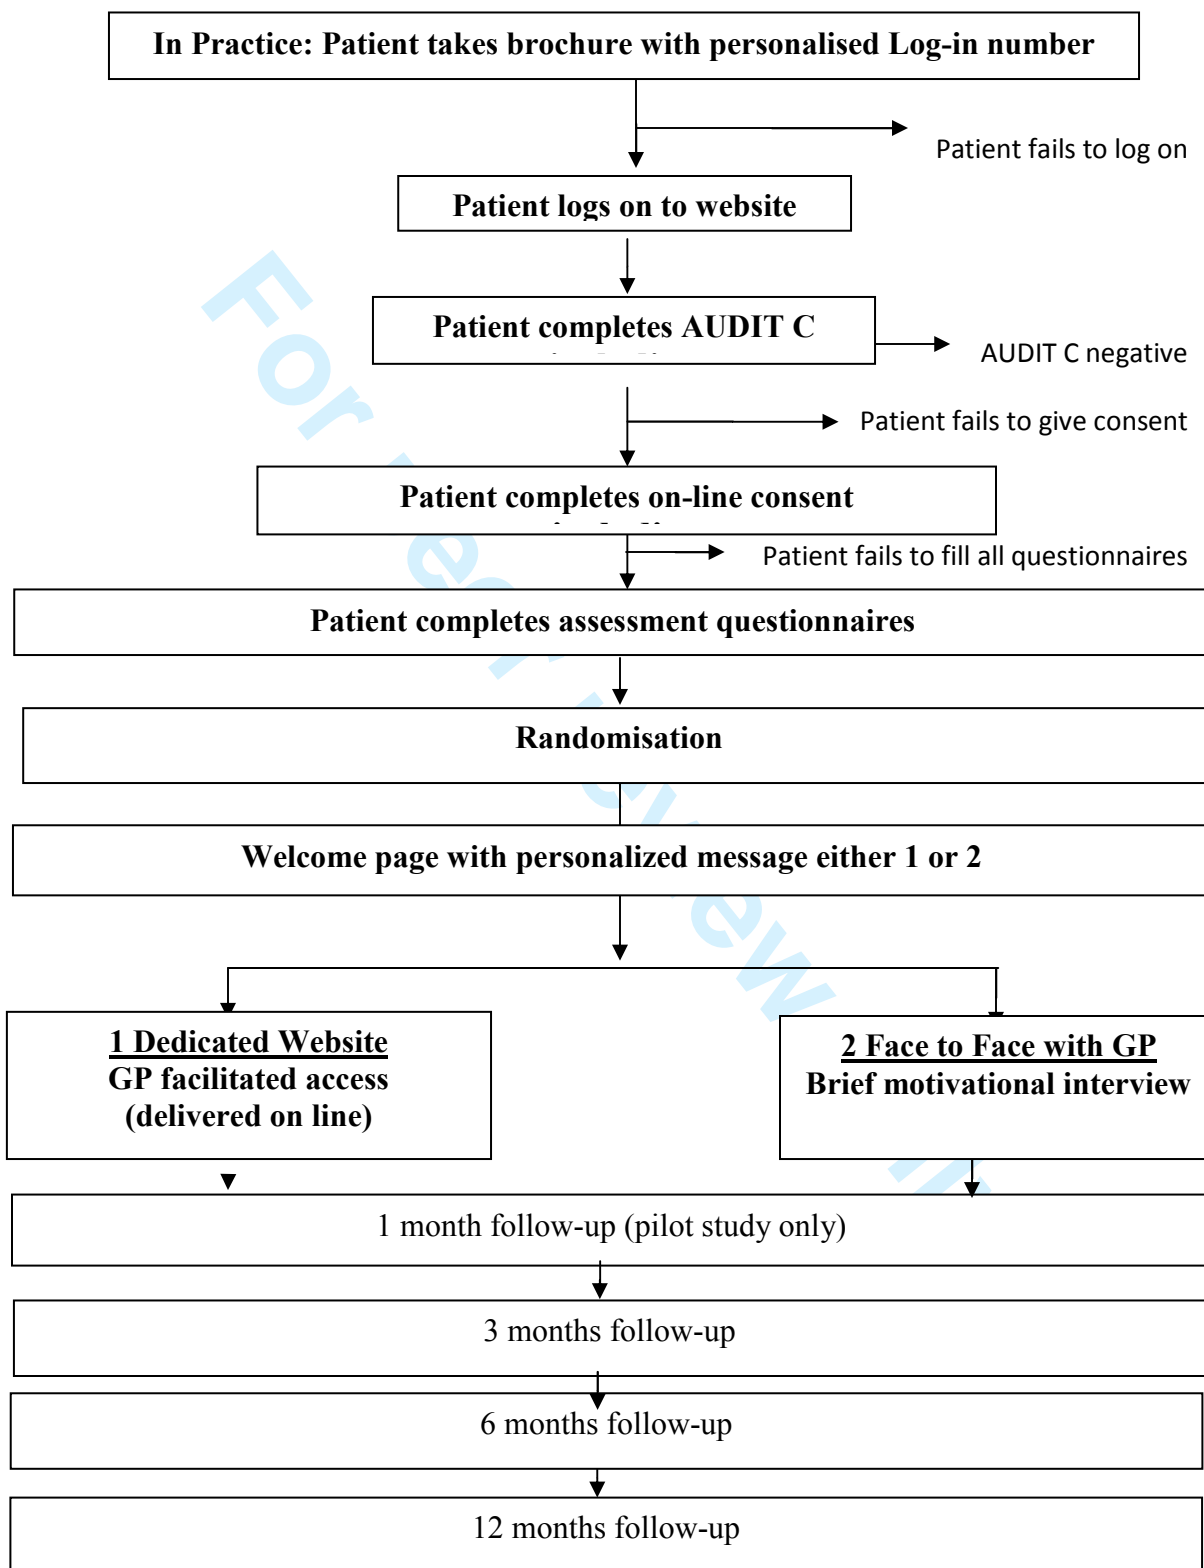 In Practice: Patient takes brochure with personalised Log-in number
Patient fails to log on
Patient logs on to website
Patient completes AUDIT C
AUDIT C negative
Patient fails to give consent
Patient completes on-line consent
Patient fails to fill all questionnaires
Patient completes assessment questionnaires
Randomisation
Welcome page with personalized message either 1 or 2
1 Dedicated Website
GP facilitated access
(delivered on line)
2 Face to Face with GP
Brief motivational interview
1 month follow-up (pilot study only)
3 months follow-up
6 months follow-up
12 months follow-up
For peer review only